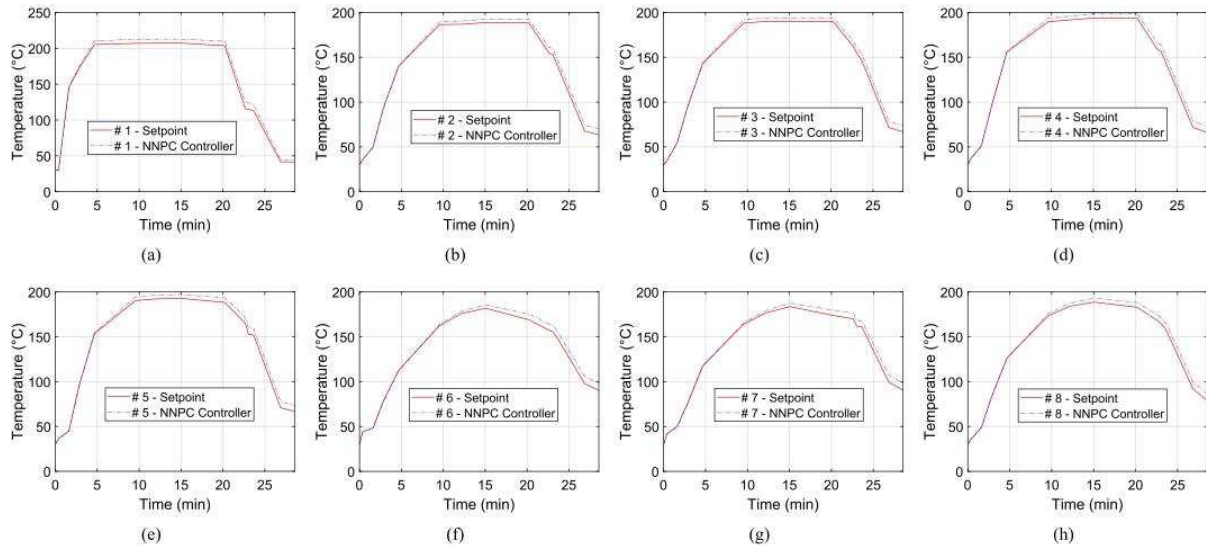 250
200
150
100
50
0
Temperature (°C)
# 1 - Setpoint
# 1 - NNPC Controller
0 5 10 15 20 25
Time (min)
(a)
200
150
100
50
0
Temperature (°C)
# 2 - Setpoint
# 2 - NNPC Controller
0 5 10 15 20 25
Time (min)
(b)
200
150
100
50
0
Temperature (°C)
# 3 - Setpoint
# 3 - NNPC Controller
0 5 10 15 20 25
Time (min)
(c)
200
150
100
50
0
Temperature (°C)
# 4 - Setpoint
# 4 - NNPC Controller
0 5 10 15 20 25
Time (min)
(d)
200
150
100
50
0
Temperature (°C)
# 5 - Setpoint
# 5 - NNPC Controller
0 5 10 15 20 25
Time (min)
(e)
200
150
100
50
0
Temperature (°C)
# 6 - Setpoint
# 6 - NNPC Controller
0 5 10 15 20 25
Time (min)
(f)
200
150
100
50
0
Temperature (°C)
# 7 - Setpoint
# 7 - NNPC Controller
0 5 10 15 20 25
Time (min)
(g)
200
150
100
50
0
Temperature (°C)
# 8 - Setpoint
# 8 - NNPC Controller
0 5 10 15 20 25
Time (min)
(h)